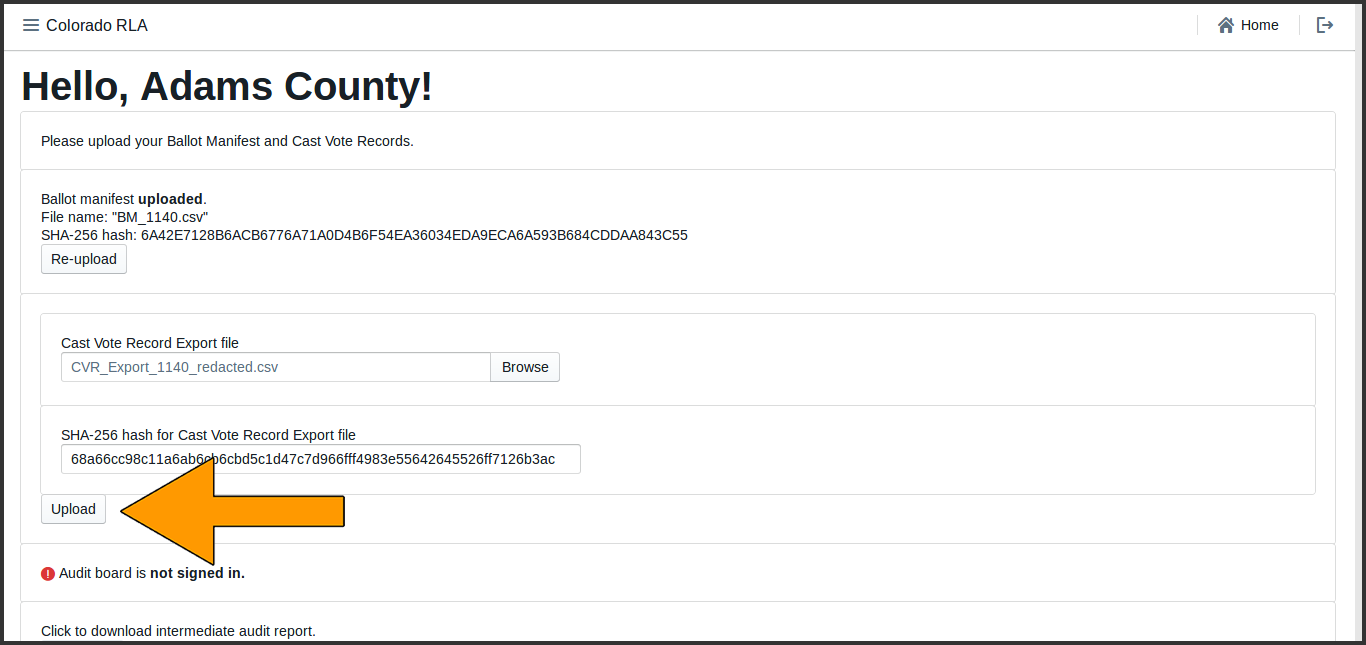 Colorado RLA
Home
Hello, Adams County!
Please upload your Ballot Manifest and Cast Vote Records.
Ballot manifest uploaded.
File name: "BM_1140.csv"
SHA-256 hash: 6A42E7128B6ACB6776A71A0D4B6F54EA36034EDA9ECA6A593B684CDDAA843C55
Re-upload
Cast Vote Record Export file
CVR_Export_1140_redacted.csv
Browse
SHA-256 hash for Cast Vote Record Export file
68a66cc98c11a6ab6cb6cbd5c1d47c7d966fff4983e55642645526ff7126b3ac
Upload
Audit board is not signed in.
Click to download intermediate audit report.